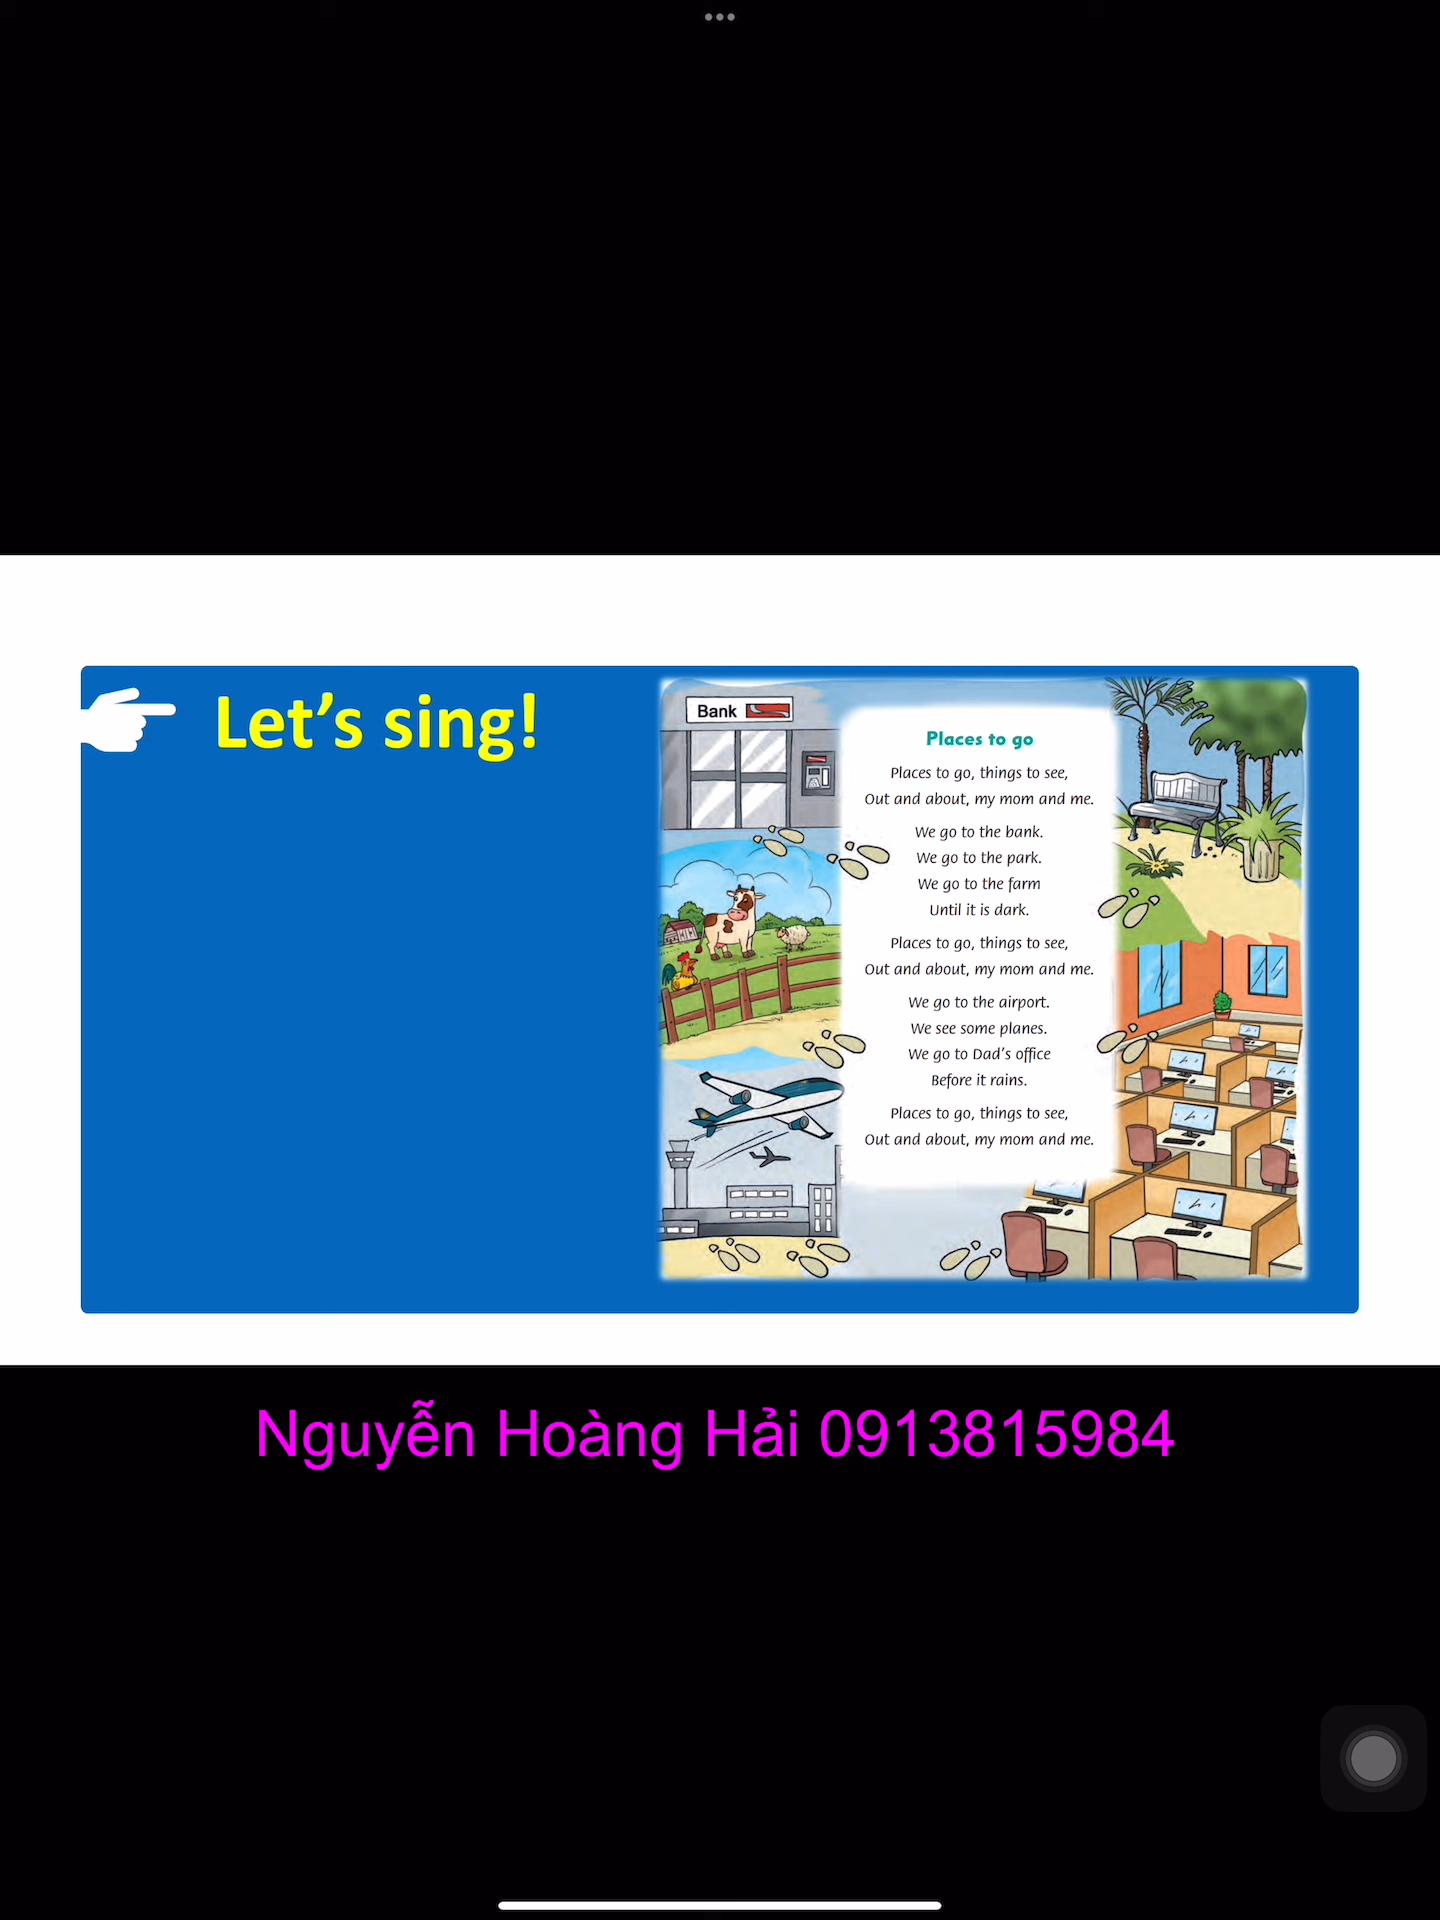 Let's sing!
Bank
Places to go
Places to go, things to see,
Out and about, my mom and me.
We go to the bank.
We go to the park.
We go to the farm
Until it is dark.
Places to go, things to see,
Out and about, my mom and me.
We go to the airport.
We see some planes.
We go to Dad's office
Before it rains.
Places to go, things to see,
Out and about, my mom and me.
Nguyễn Hoàng Hải 0913815984